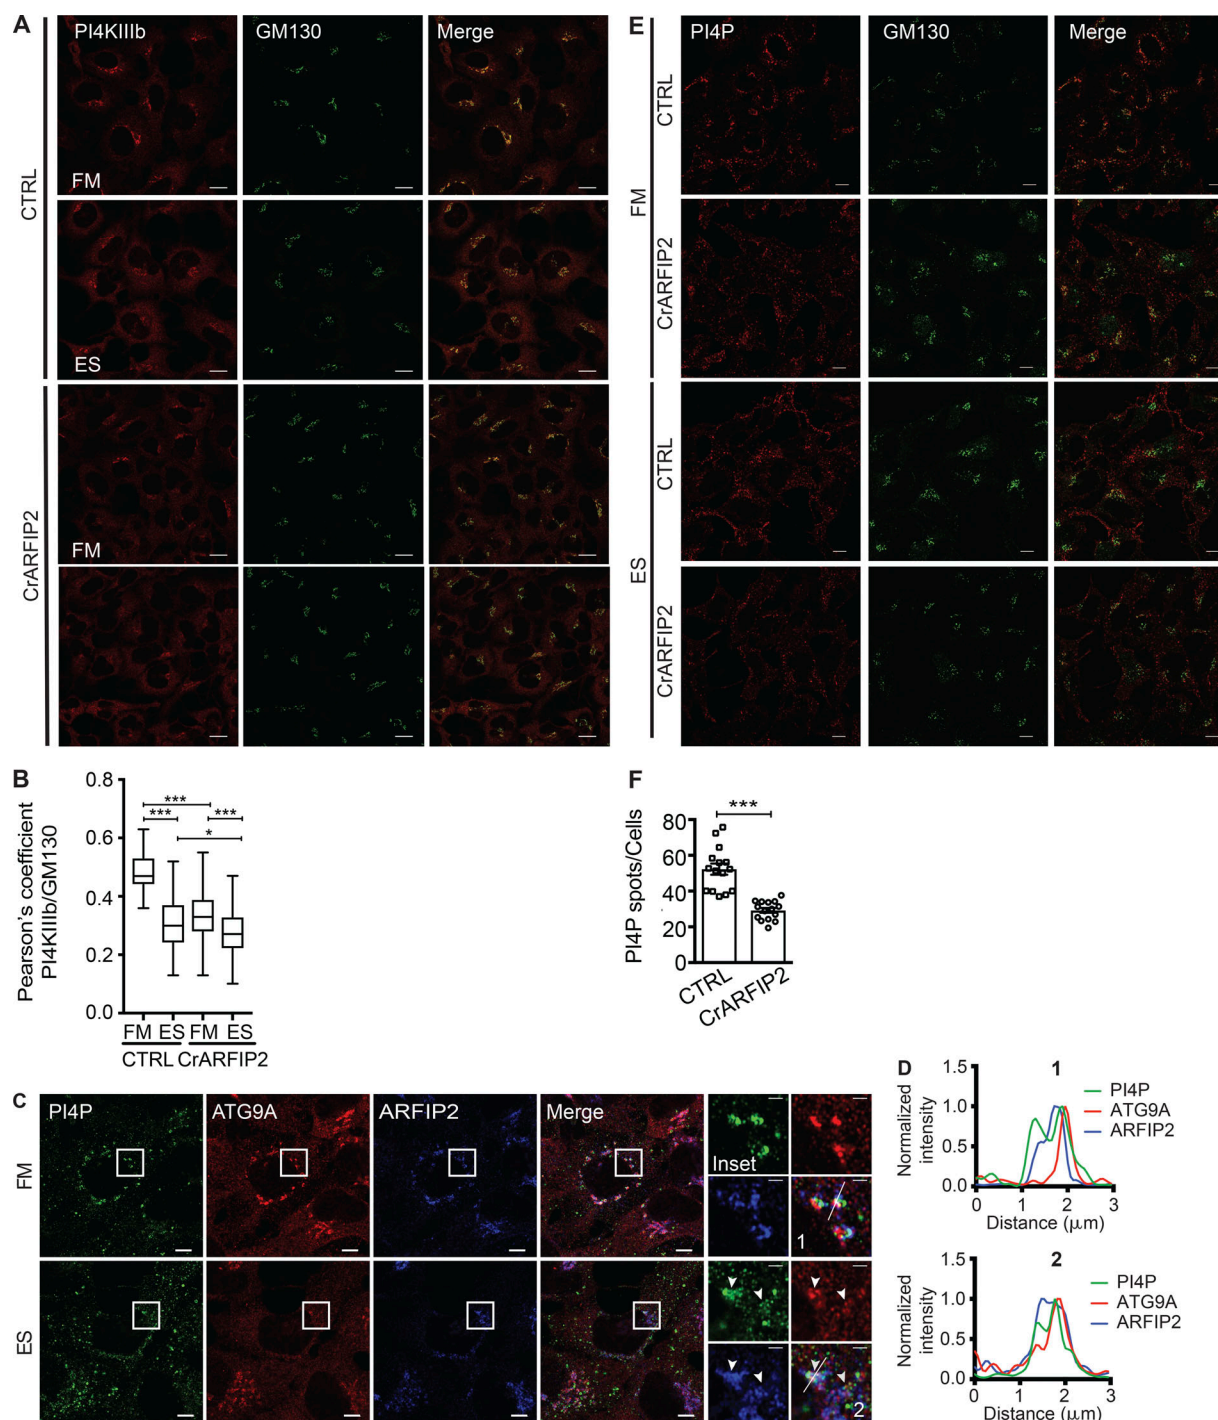 A
PI4KIIIb GM130 Merge
CTRL
FM
ES
CrARFIP2
FM
E
PI4P GM130 Merge
FM
CTRL
CrARFIP2
ES
CTRL
CrARFIP2
B
Pearson's coefficient
PI4KIIIb/GM130
0.8
0.6
0.4
0.2
0.0
***
*** ***
*
FM ES FM ES
CTRL CrARFIP2
F
PI4P spots/Cells
80
60
40
20
0
***
CTRL
CrARFIP2
C
PI4P ATG9A ARFIP2 Merge
FM
Inset
1
ES
2
D
1
Normalized
intensity
1.5
1.0
0.5
0.0
PI4P
ATG9A
ARFIP2
0 1 2 3
Distance (μm)
2
Normalized
intensity
1.5
1.0
0.5
0.0
PI4P
ATG9A
ARFIP2
0 1 2 3
Distance (μm)